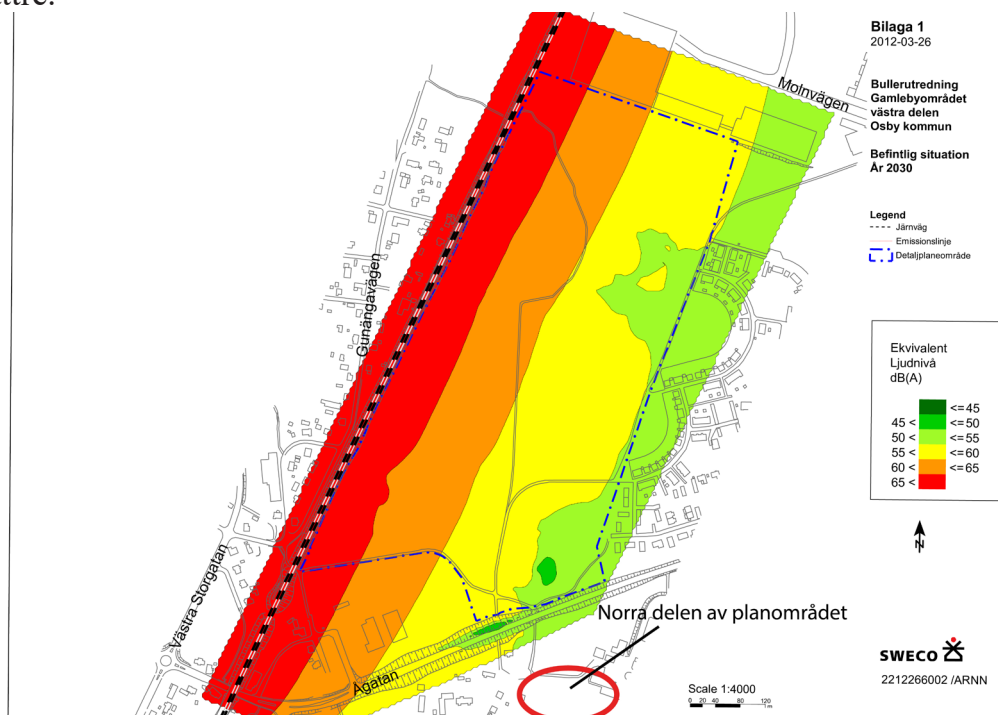 Bilaga 1
2012-03-26
Bullerutredning
Gamlebyområdet
västra delen
Osby kommun
Befintlig situation
År 2030
Legend
Järnväg
Emissionslinje
Detaljplaneområde
Molnvägen
Gunängavägen
Västra Storgatan
Ågatan
Ekvivalent
Ljudnivå
dB(A)
<=45
45 < <=50
50 < <=55
55 < <=60
60 < <=65
65 <
N
Norra delen av planområdet
SWECO
2212266002 /ARNN
Scale 1:4000
0 20 40 80 120
m